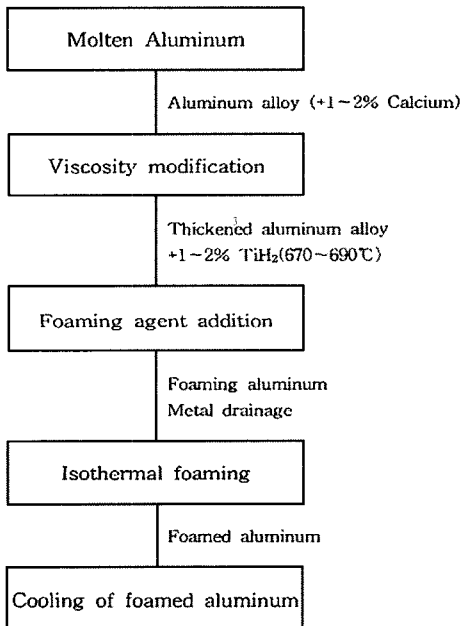 Molten Aluminum
Aluminum alloy (+1~2% Calcium)
Viscosity modification
Thickened aluminum alloy
+1~2% TiH₂(670~690℃)
Foaming agent addition
Foaming aluminum
Metal drainage
Isothermal foaming
Foamed aluminum
Cooling of foamed aluminum